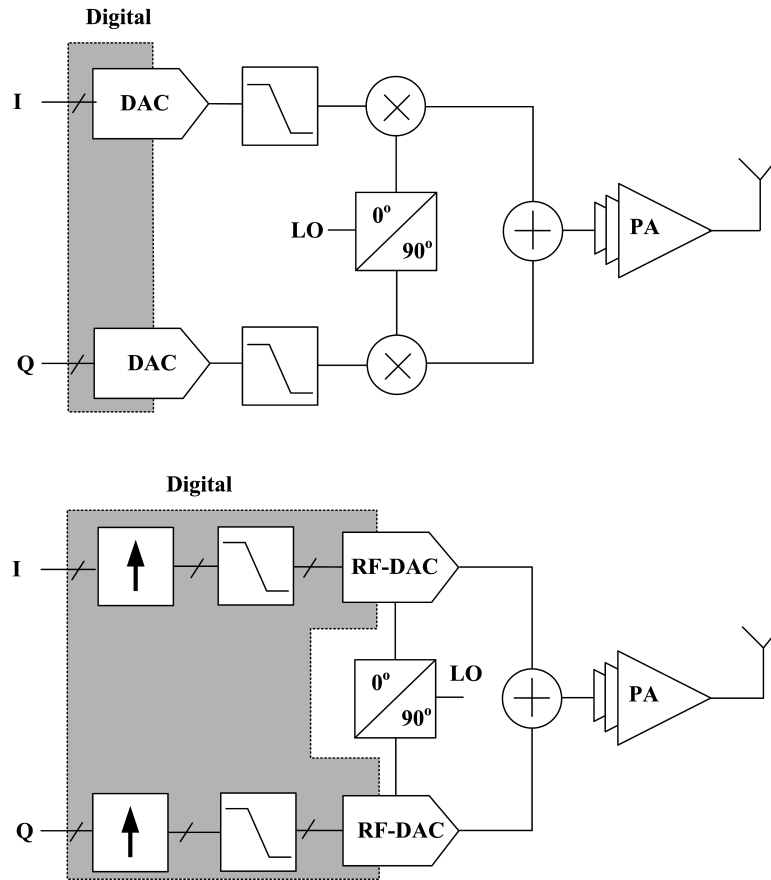 Digital
I
DAC
0°
90°
LO
PA
Q
DAC
Digital
I
RF-DAC
0°
90°
LO
PA
Q
RF-DAC